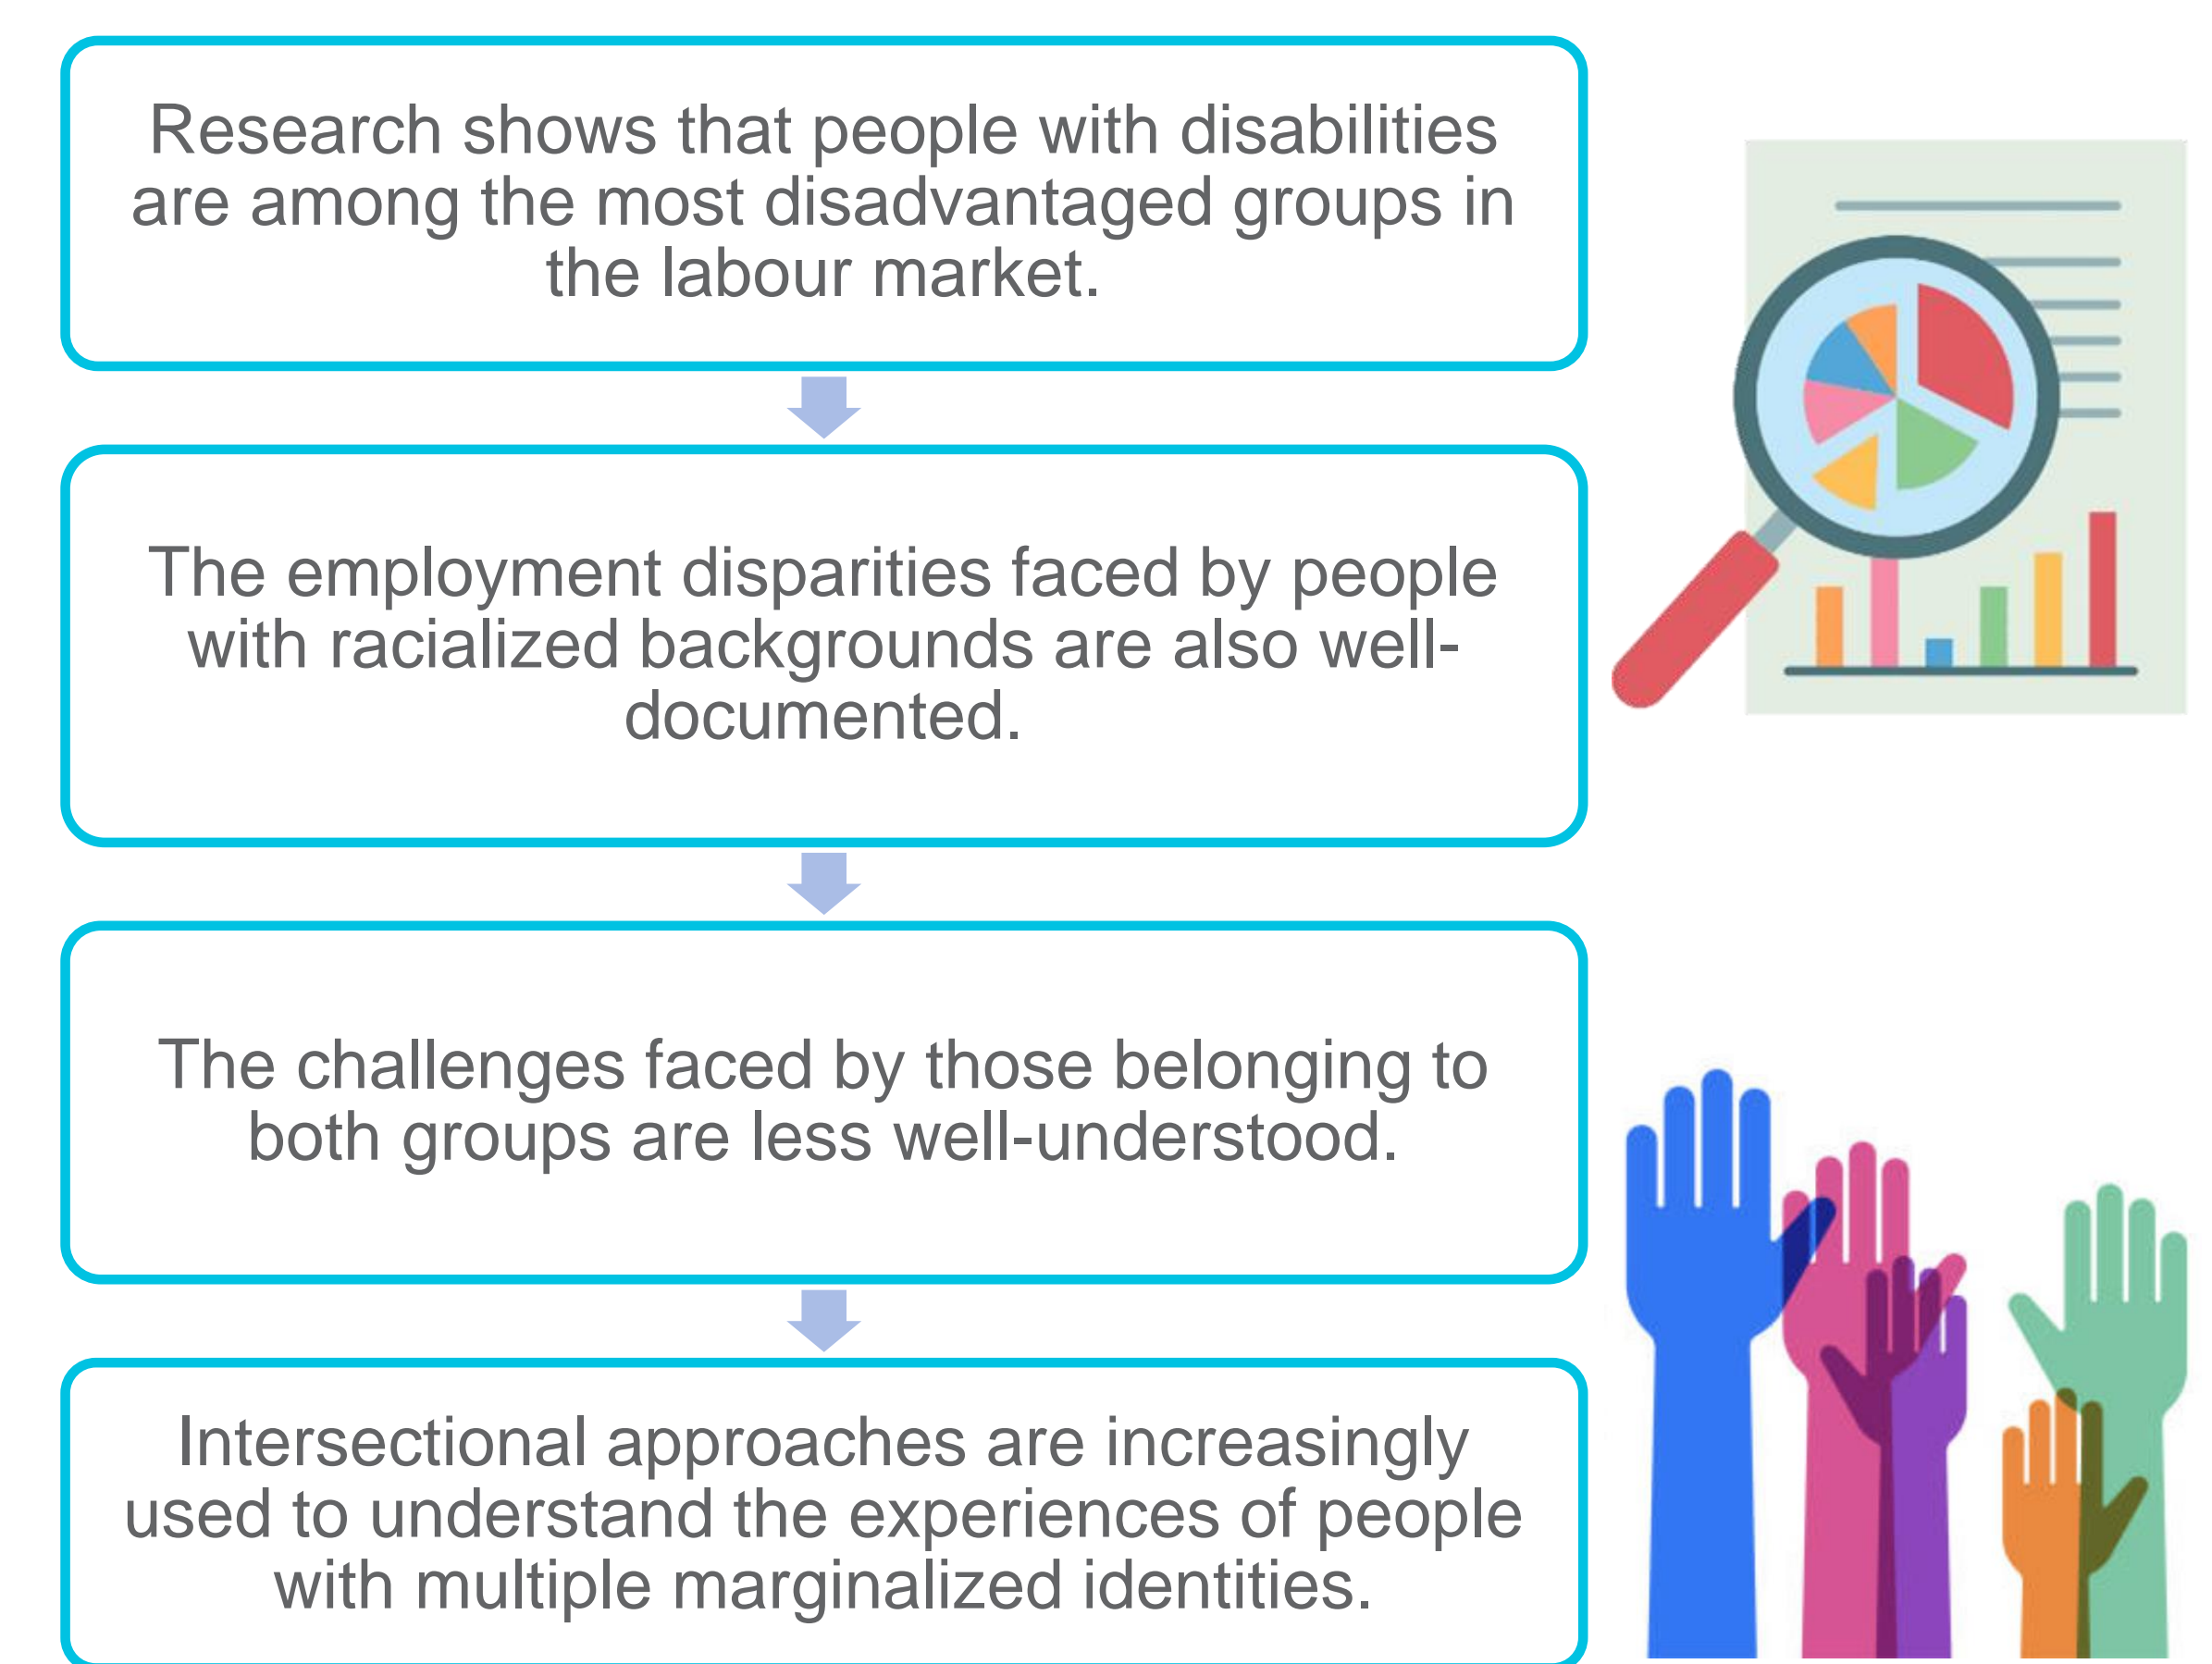 Research shows that people with disabilities
are among the most disadvantaged groups in
the labour market.
The employment disparities faced by people
with racialized backgrounds are also well-
documented.
The challenges faced by those belonging to
both groups are less well-understood.
Intersectional approaches are increasingly
used to understand the experiences of people
with multiple marginalized identities.